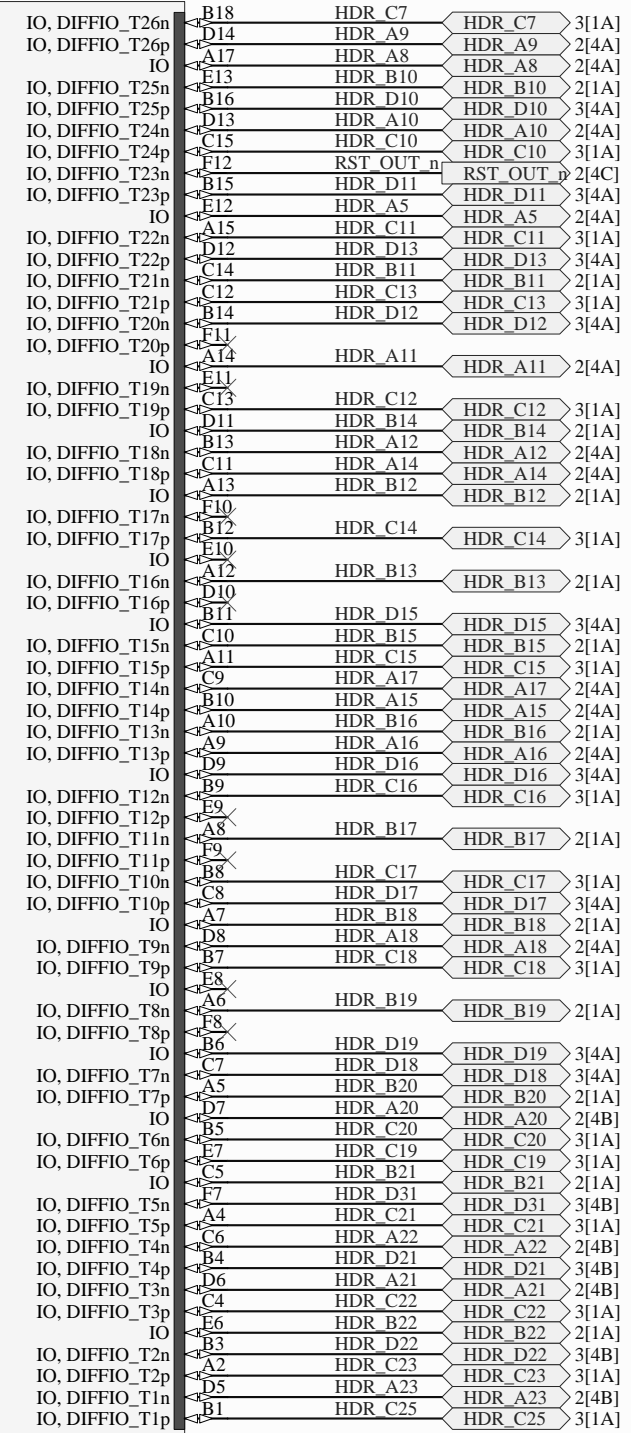 IO, DIFFIO_T26n B18 HDR_C7 HDR_C7 3[1A]
IO, DIFFIO_T26p D14 HDR_A9 HDR_A9 2[4A]
IO A17 HDR_A8 HDR_A8 2[4A]
IO, DIFFIO_T25n E13 HDR_B10 HDR_B10 2[1A]
IO, DIFFIO_T25p B16 HDR_D10 HDR_D10 3[4A]
IO, DIFFIO_T24n D13 HDR_A10 HDR_A10 2[4A]
IO, DIFFIO_T24p C15 HDR_C10 HDR_C10 3[1A]
IO, DIFFIO_T23n F12 RST_OUT_n RST_OUT_n 2[4C]
IO, DIFFIO_T23p B15 HDR_D11 HDR_D11 3[4A]
IO E12 HDR_A5 HDR_A5 2[4A]
IO, DIFFIO_T22n A15 HDR_C11 HDR_C11 3[1A]
IO, DIFFIO_T22p D12 HDR_D13 HDR_D13 3[4A]
IO, DIFFIO_T21n C14 HDR_B11 HDR_B11 2[1A]
IO, DIFFIO_T21p C12 HDR_C13 HDR_C13 3[1A]
IO, DIFFIO_T20n B14 HDR_D12 HDR_D12 3[4A]
IO, DIFFIO_T20p F11
IO A14 HDR_A11 HDR_A11 2[4A]
IO, DIFFIO_T19n E11
IO, DIFFIO_T19p C13 HDR_C12 HDR_C12 3[1A]
IO D11 HDR_B14 HDR_B14 2[1A]
IO, DIFFIO_T18n B13 HDR_A12 HDR_A12 2[4A]
IO, DIFFIO_T18p C11 HDR_A14 HDR_A14 2[4A]
IO A13 HDR_B12 HDR_B12 2[1A]
IO, DIFFIO_T17n F10
IO, DIFFIO_T17p B12 HDR_C14 HDR_C14 3[1A]
IO E10
IO, DIFFIO_T16n A12 HDR_B13 HDR_B13 2[1A]
IO, DIFFIO_T16p D10
IO B11 HDR_D15 HDR_D15 3[4A]
IO, DIFFIO_T15n C10 HDR_B15 HDR_B15 2[1A]
IO, DIFFIO_T15p A11 HDR_C15 HDR_C15 3[1A]
IO, DIFFIO_T14n C9 HDR_A17 HDR_A17 2[4A]
IO, DIFFIO_T14p B10 HDR_A15 HDR_A15 2[4A]
IO, DIFFIO_T13n A10 HDR_B16 HDR_B16 2[1A]
IO, DIFFIO_T13p A9 HDR_A16 HDR_A16 2[4A]
IO D9 HDR_D16 HDR_D16 3[4A]
IO, DIFFIO_T12n B9 HDR_C16 HDR_C16 3[1A]
IO, DIFFIO_T12p E9
IO, DIFFIO_T11n A8 HDR_B17 HDR_B17 2[1A]
IO, DIFFIO_T11p F9
IO, DIFFIO_T10n B8 HDR_C17 HDR_C17 3[1A]
IO, DIFFIO_T10p C8 HDR_D17 HDR_D17 3[4A]
IO A7 HDR_B18 HDR_B18 2[1A]
IO, DIFFIO_T9n D8 HDR_A18 HDR_A18 2[4A]
IO, DIFFIO_T9p B7 HDR_C18 HDR_C18 3[1A]
IO E8
IO, DIFFIO_T8n A6 HDR_B19 HDR_B19 2[1A]
IO, DIFFIO_T8p F8
IO B6 HDR_D19 HDR_D19 3[4A]
IO, DIFFIO_T7n C7 HDR_D18 HDR_D18 3[4A]
IO, DIFFIO_T7p A5 HDR_B20 HDR_B20 2[1A]
IO D7 HDR_A20 HDR_A20 2[4B]
IO, DIFFIO_T6n B5 HDR_C20 HDR_C20 3[1A]
IO, DIFFIO_T6p E7 HDR_C19 HDR_C19 3[1A]
IO C5 HDR_B21 HDR_B21 2[1A]
IO, DIFFIO_T5n F7 HDR_D31 HDR_D31 3[4B]
IO, DIFFIO_T5p A4 HDR_C21 HDR_C21 3[1A]
IO, DIFFIO_T4n C6 HDR_A22 HDR_A22 2[4B]
IO, DIFFIO_T4p B4 HDR_D21 HDR_D21 3[4B]
IO, DIFFIO_T3n D6 HDR_A21 HDR_A21 2[4B]
IO, DIFFIO_T3p C4 HDR_C22 HDR_C22 3[1A]
IO E6 HDR_B22 HDR_B22 2[1A]
IO, DIFFIO_T2n B3 HDR_D22 HDR_D22 3[4B]
IO, DIFFIO_T2p A2 HDR_C23 HDR_C23 3[1A]
IO, DIFFIO_T1n D5 HDR_A23 HDR_A23 2[4B]
IO, DIFFIO_T1p B1 HDR_C25 HDR_C25 3[1A]